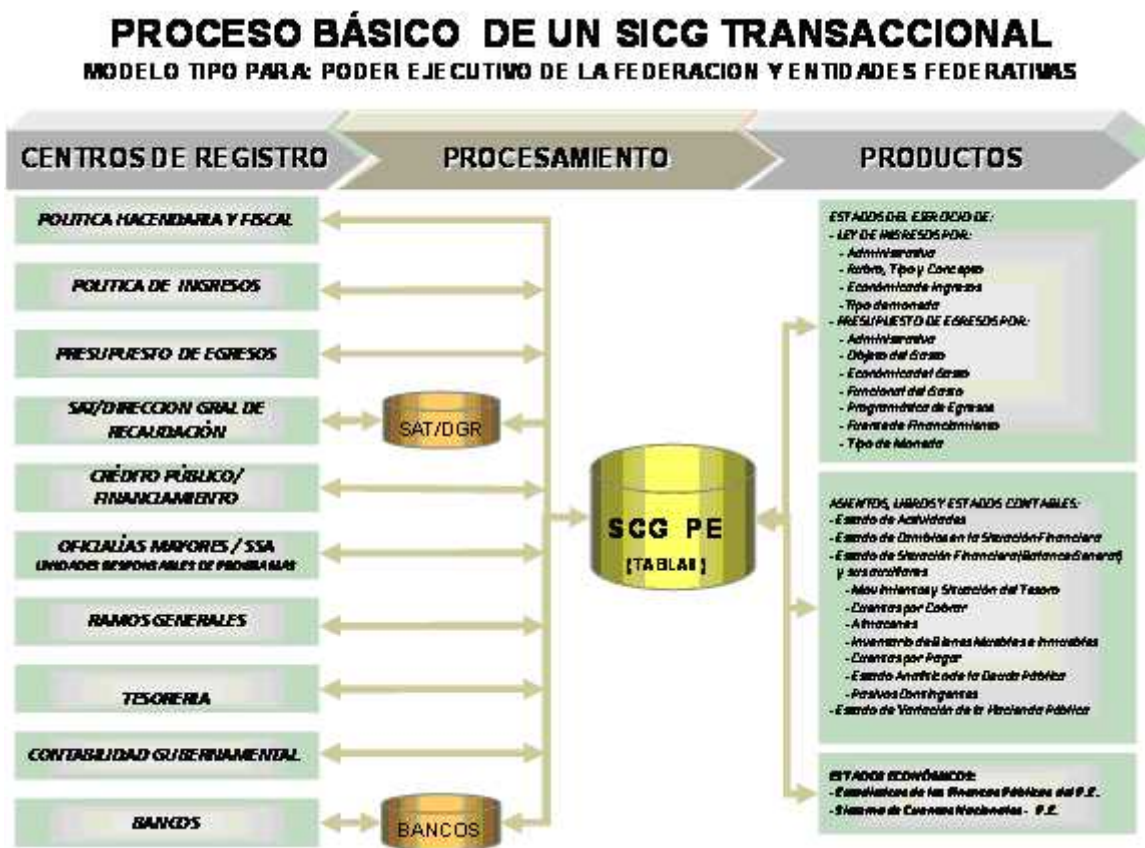 PROCESO BÁSICO DE UN SICG TRANSACCIONAL
MODELO TIPO PARA: PODER EJECUTIVO DE LA FEDERACION Y ENTIDADES FEDERATIVAS
CENTROS DE REGISTRO
PROCESAMIENTO
PRODUCTOS
POLITICA HACENDARIA Y FISCAL
POLITICA DE INGRESOS
PRESUPUESTO DE EGRESOS
SAT/DIRECCION GRAL DE
RECAUDACIÓN
CRÉDITO PÚBLICO/
FINANCIAMIENTO
OFICIALÍAS MAYORES / SSA
UNIDADES RESPONSABLES DE PROGRAMAS
RAMOS GENERALES
TESORERIA
CONTABILIDAD GUBERNAMENTAL
BANCOS
SAT/DGR
BANCOS
SCG PE
(TABLAS)
ESTADOS DEL EJERCICIO DE:
- LEY DE INGRESOS POR:
- Administrativa
- Rubro, Tipo y Concepto
- Económica de Ingresos
- Tipo de moneda
- PRESUPUESTO DE EGRESOS POR:
- Administrativa
- Objeto del Gasto
- Económica del Gasto
- Funcional del Gasto
- Programática de Egresos
- Fuente de Financiamiento
- Tipo de Moneda
ASIENTOS, LIBROS Y ESTADOS CONTABLES:
- Estado de Actividades
- Estado de Cambios en la Situación Financiera
- Estado de Situación Financiera (Balance General)
y sus auxiliares
- Movimientos y Situación del Tesoro
- Cuentas por Cobrar
- Almacenes
- Inventario de Bienes Muebles e Inmuebles
- Cuentas por Pagar
- Estado Analítico de la Deuda Pública
- Pasivos Contingentes
- Estado de Variación de la Hacienda Pública
ESTADOS ECONÓMICOS:
- Estadísticas de las Finanzas Públicas del P.E.
- Sistema de Cuentas Nacionales - P.E.